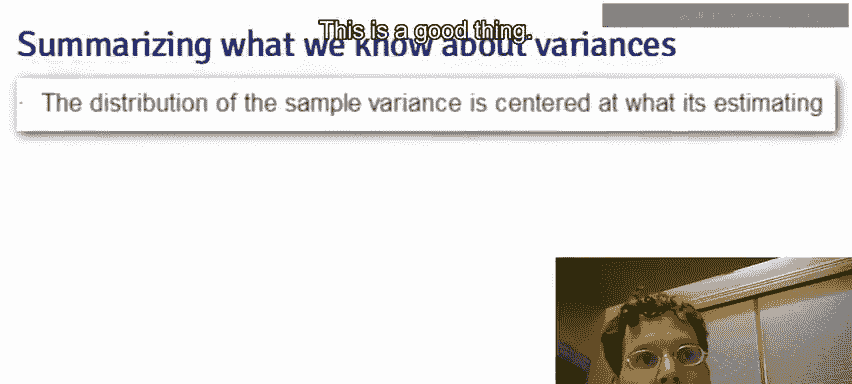 This is a good thing.
Summarizing what we know about variances
The distribution of the sample variance is centered at what its estimating